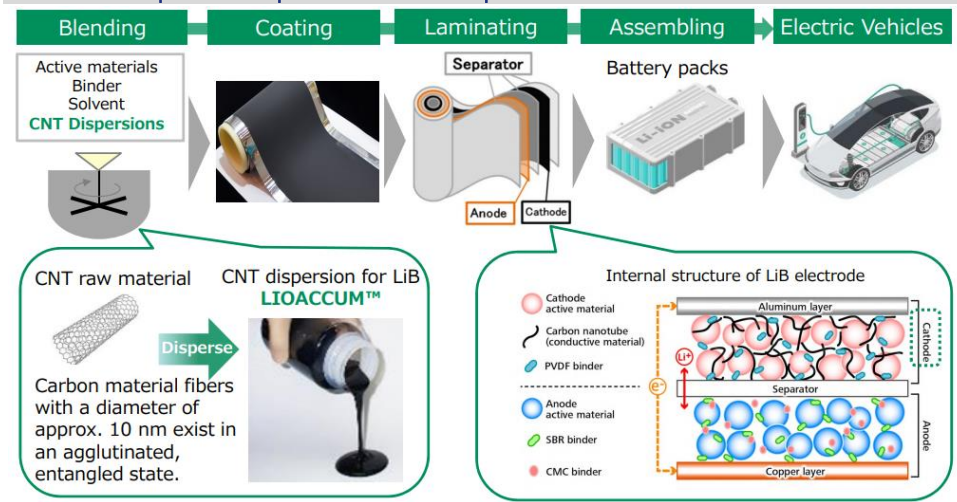 Blending
Coating
Laminating
Assembling
Electric Vehicles
Active materials
Binder
Solvent
CNT Dispersions
Separator
Anode
Cathode
Battery packs
Li-ION
CNT raw material
Disperse
Carbon material fibers
with a diameter of
approx. 10 nm exist in
an agglutinated,
entangled state.
CNT dispersion for LiB
LIOACCUM™
Internal structure of LiB electrode
Cathode
active material
Carbon nanotube
(conductive material)
PVDF binder
Anode
active material
SBR binder
CMC binder
e-
Li+
Aluminum layer
Separator
Copper layer
Cathode
Anode